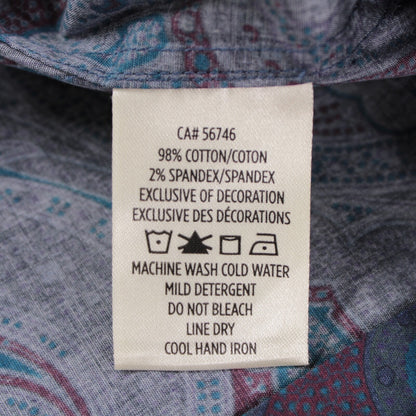 CA# 56746
98% COTTON/COTON
2% SPANDEX/SPANDEX
EXCLUSIVE OF DECORATION
EXCLUSIVE DES DÉCORATIONS
MACHINE WASH COLD WATER
MILD DETERGENT
DO NOT BLEACH
LINE DRY
COOL HAND IRON